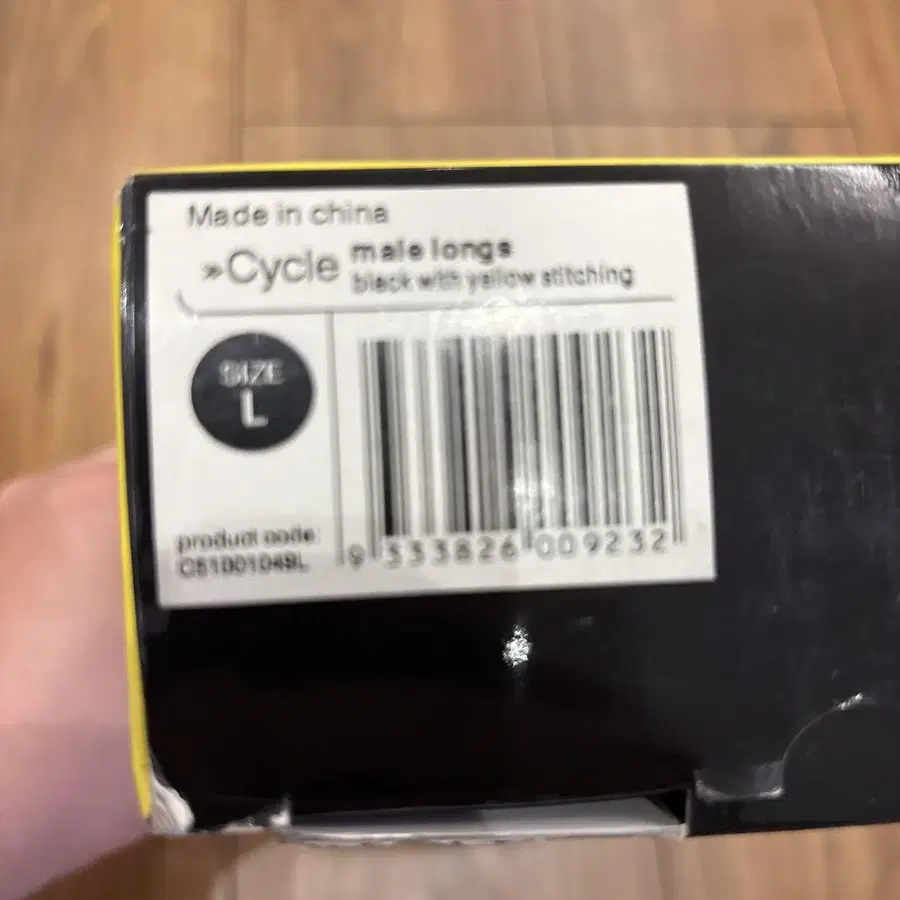 Made in china
»Cycle male longs
black with yellow stitching
SIZE
L
product code:
C51001049L
9 333826 009232